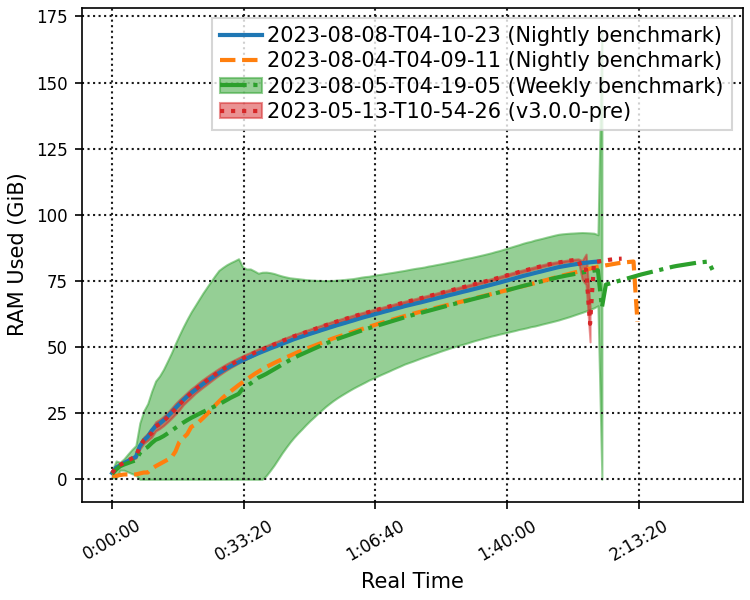 175
150
125
100
75
50
25
0
RAM Used (GiB)
2023-08-08-T04-10-23 (Nightly benchmark)
2023-08-04-T04-09-11 (Nightly benchmark)
2023-08-05-T04-19-05 (Weekly benchmark)
2023-05-13-T10-54-26 (v3.0.0-pre)
0:00:00
0:33:20
1:06:40
1:40:00
2:13:20
Real Time